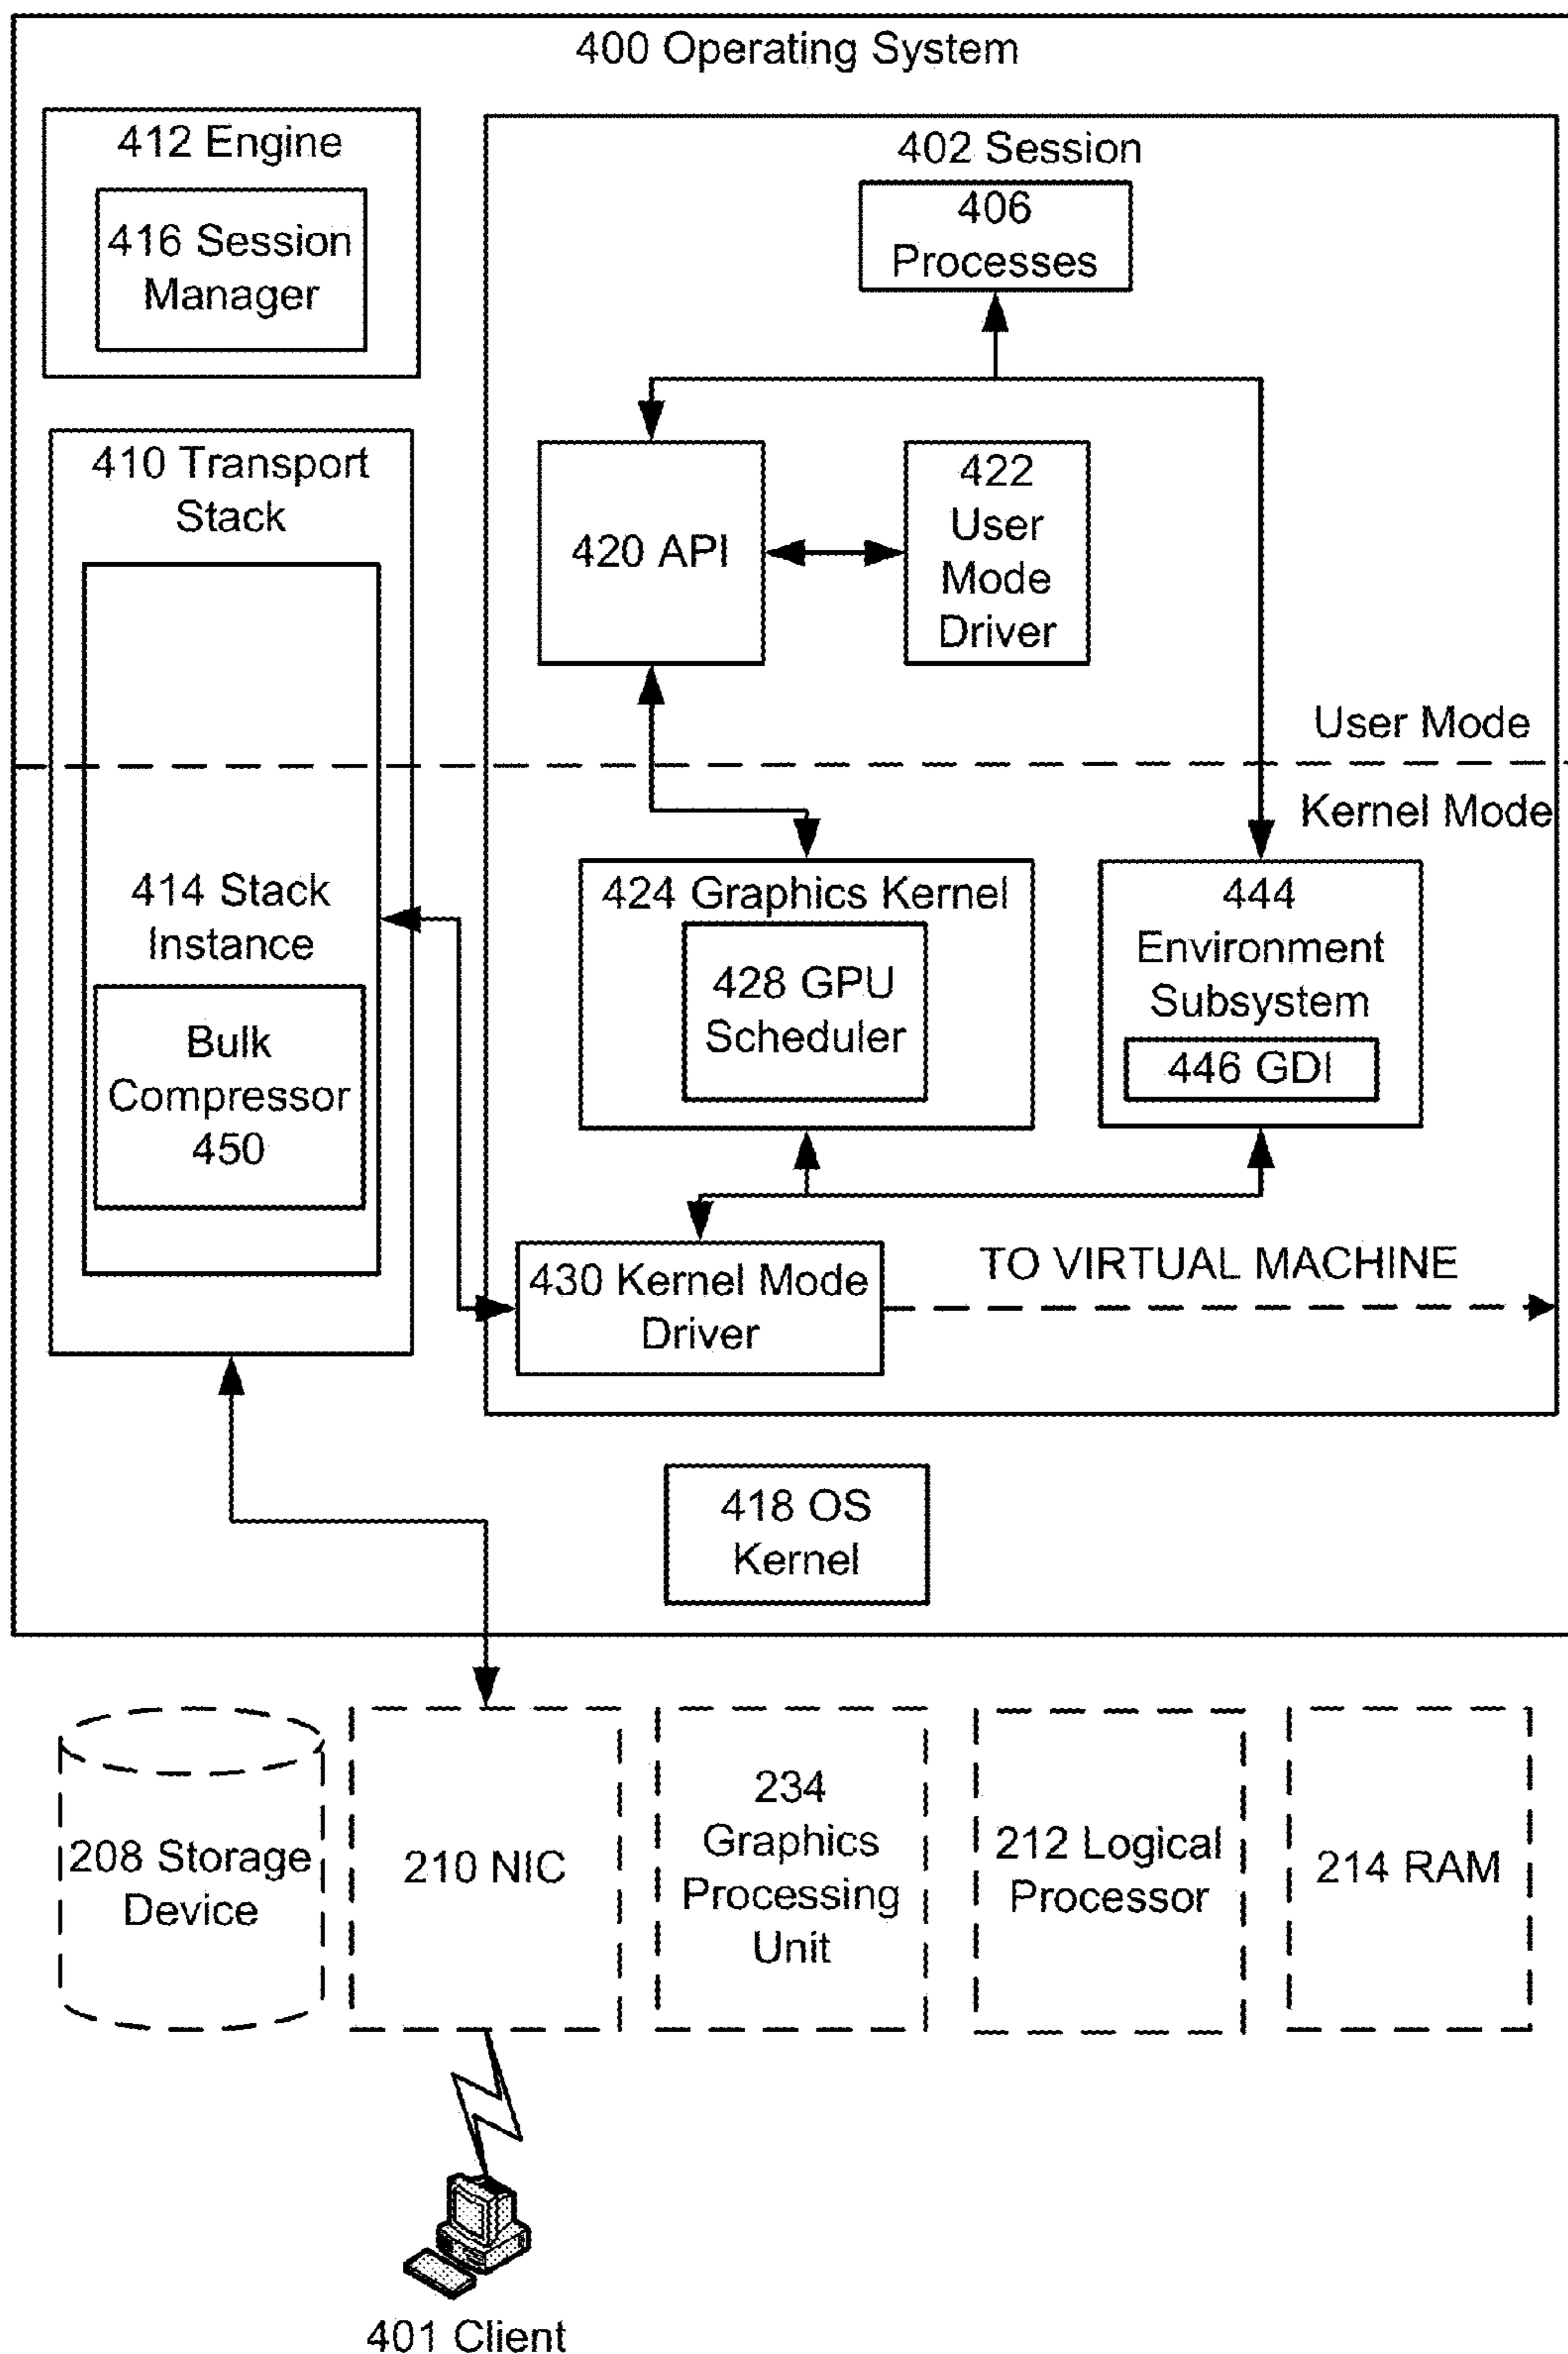 400 Operating System
412 Engine
416 Session
Manager
402 Session
406
Processes
410 Transport
Stack
420 API
422
User
Mode
Driver
User Mode
Kernel Mode
414 Stack
Instance
Bulk
Compressor
450
424 Graphics Kernel
428 GPU
Scheduler
444
Environment
Subsystem
446 GDI
430 Kernel Mode
Driver
TO VIRTUAL MACHINE
418 OS
Kernel
208 Storage
Device
210 NIC
234
Graphics
Processing
Unit
212 Logical
Processor
214 RAM
401 Client